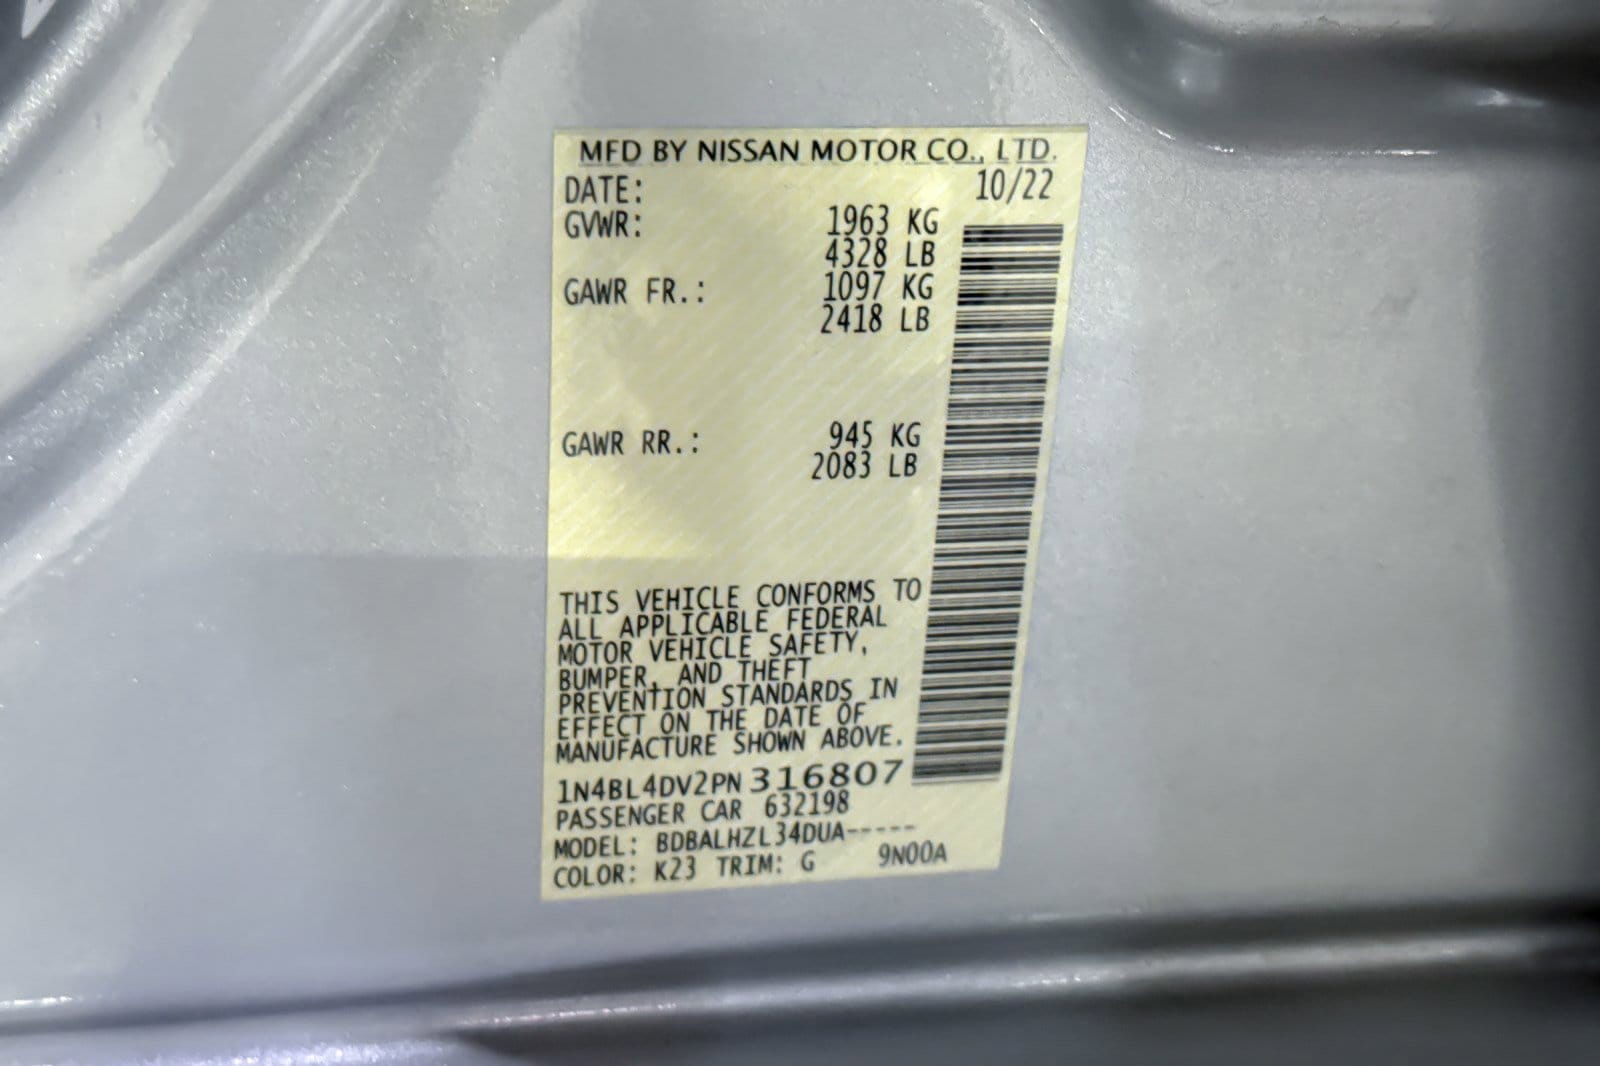 MFD BY NISSAN MOTOR CO., LTD.
DATE: 10/22
GVWR: 1963 KG
4328 LB
GAWR FR.: 1097 KG
2418 LB
GAWR RR.: 945 KG
2083 LB
THIS VEHICLE CONFORMS TO
ALL APPLICABLE FEDERAL
MOTOR VEHICLE SAFETY,
BUMPER, AND THEFT
PREVENTION STANDARDS IN
EFFECT ON THE DATE OF
MANUFACTURE SHOWN ABOVE.
1N4BL4DV2PN316807
PASSENGER CAR 632198
MODEL: BDBALHZL34DUA-----
COLOR: K23 TRIM: G 9N00A